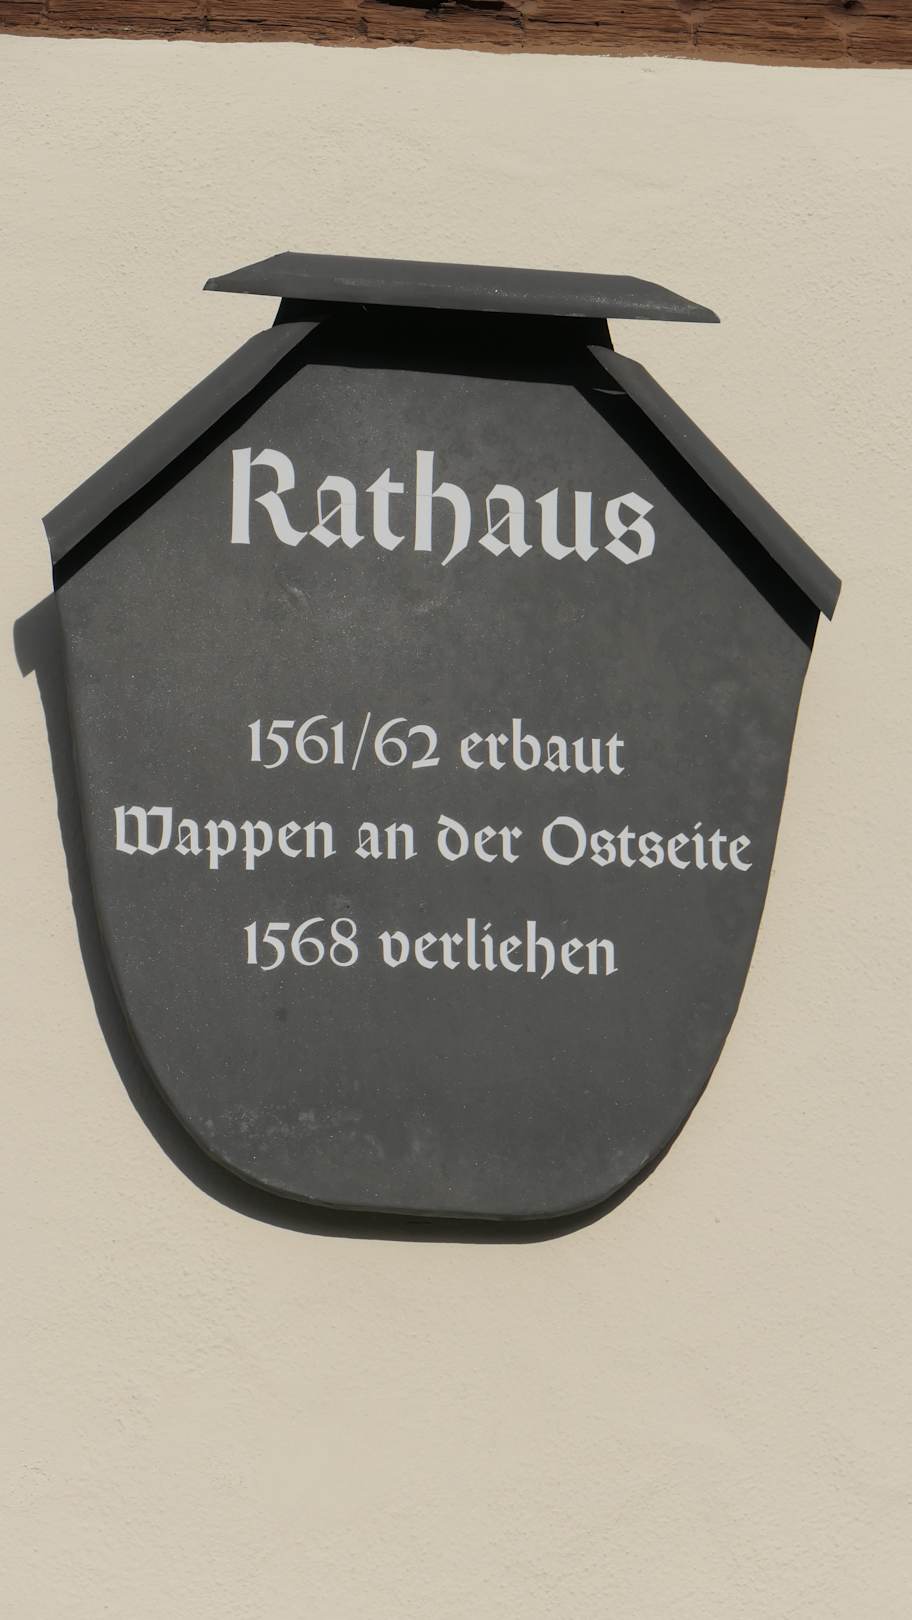 Rathaus
1561/62 erbaut
Wappen an der Ostseite
1568 verliehen